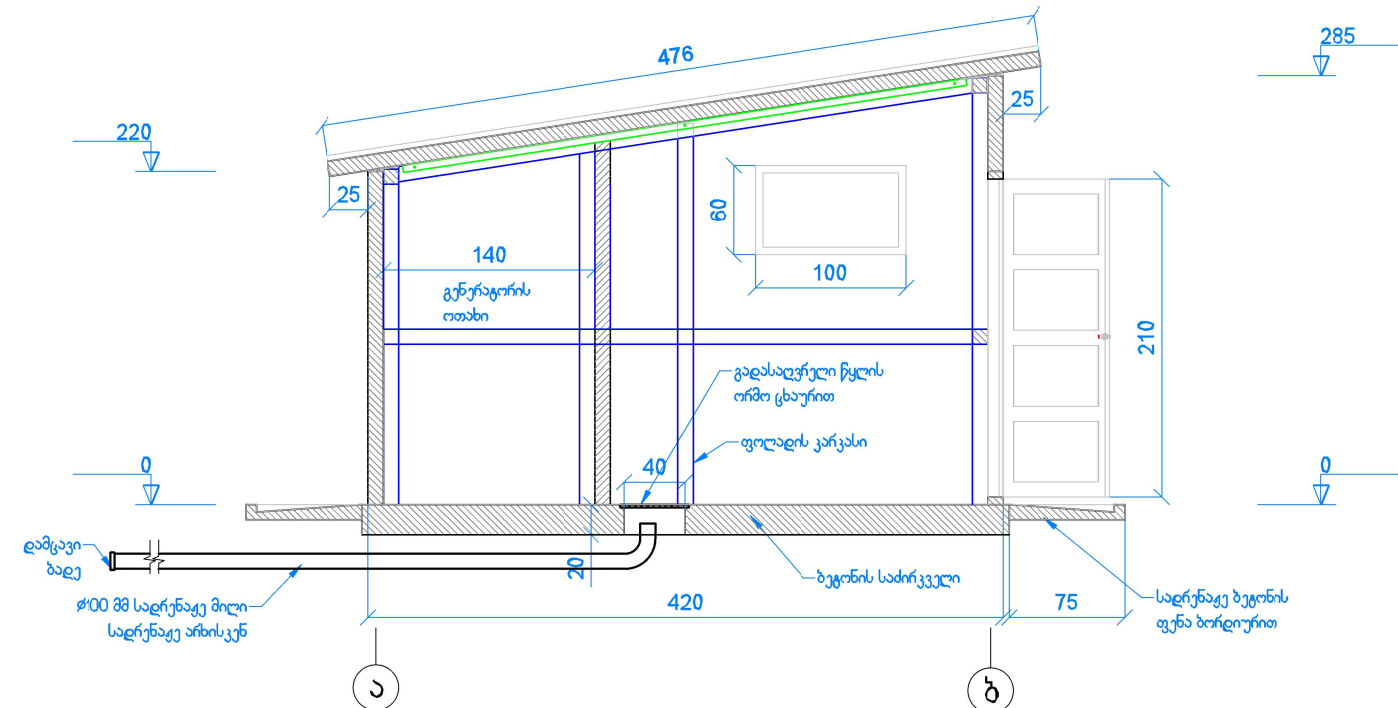 476
285
220
25
25
60
140
100
გენერატორის
ოთახი
210
გადასაღვრელი წყლის
ორმო ცხაურით
ფოლადის კარკასი
0
40
0
დამცავი
ბადე
20
ბეტონის საძირკველი
Ø100 მმ სადრენაჟე მილი
სადრენაჟე არხისკენ
420
75
სადრენაჟე ბეტონის
ფენა ბორდიურით
ა
ბ